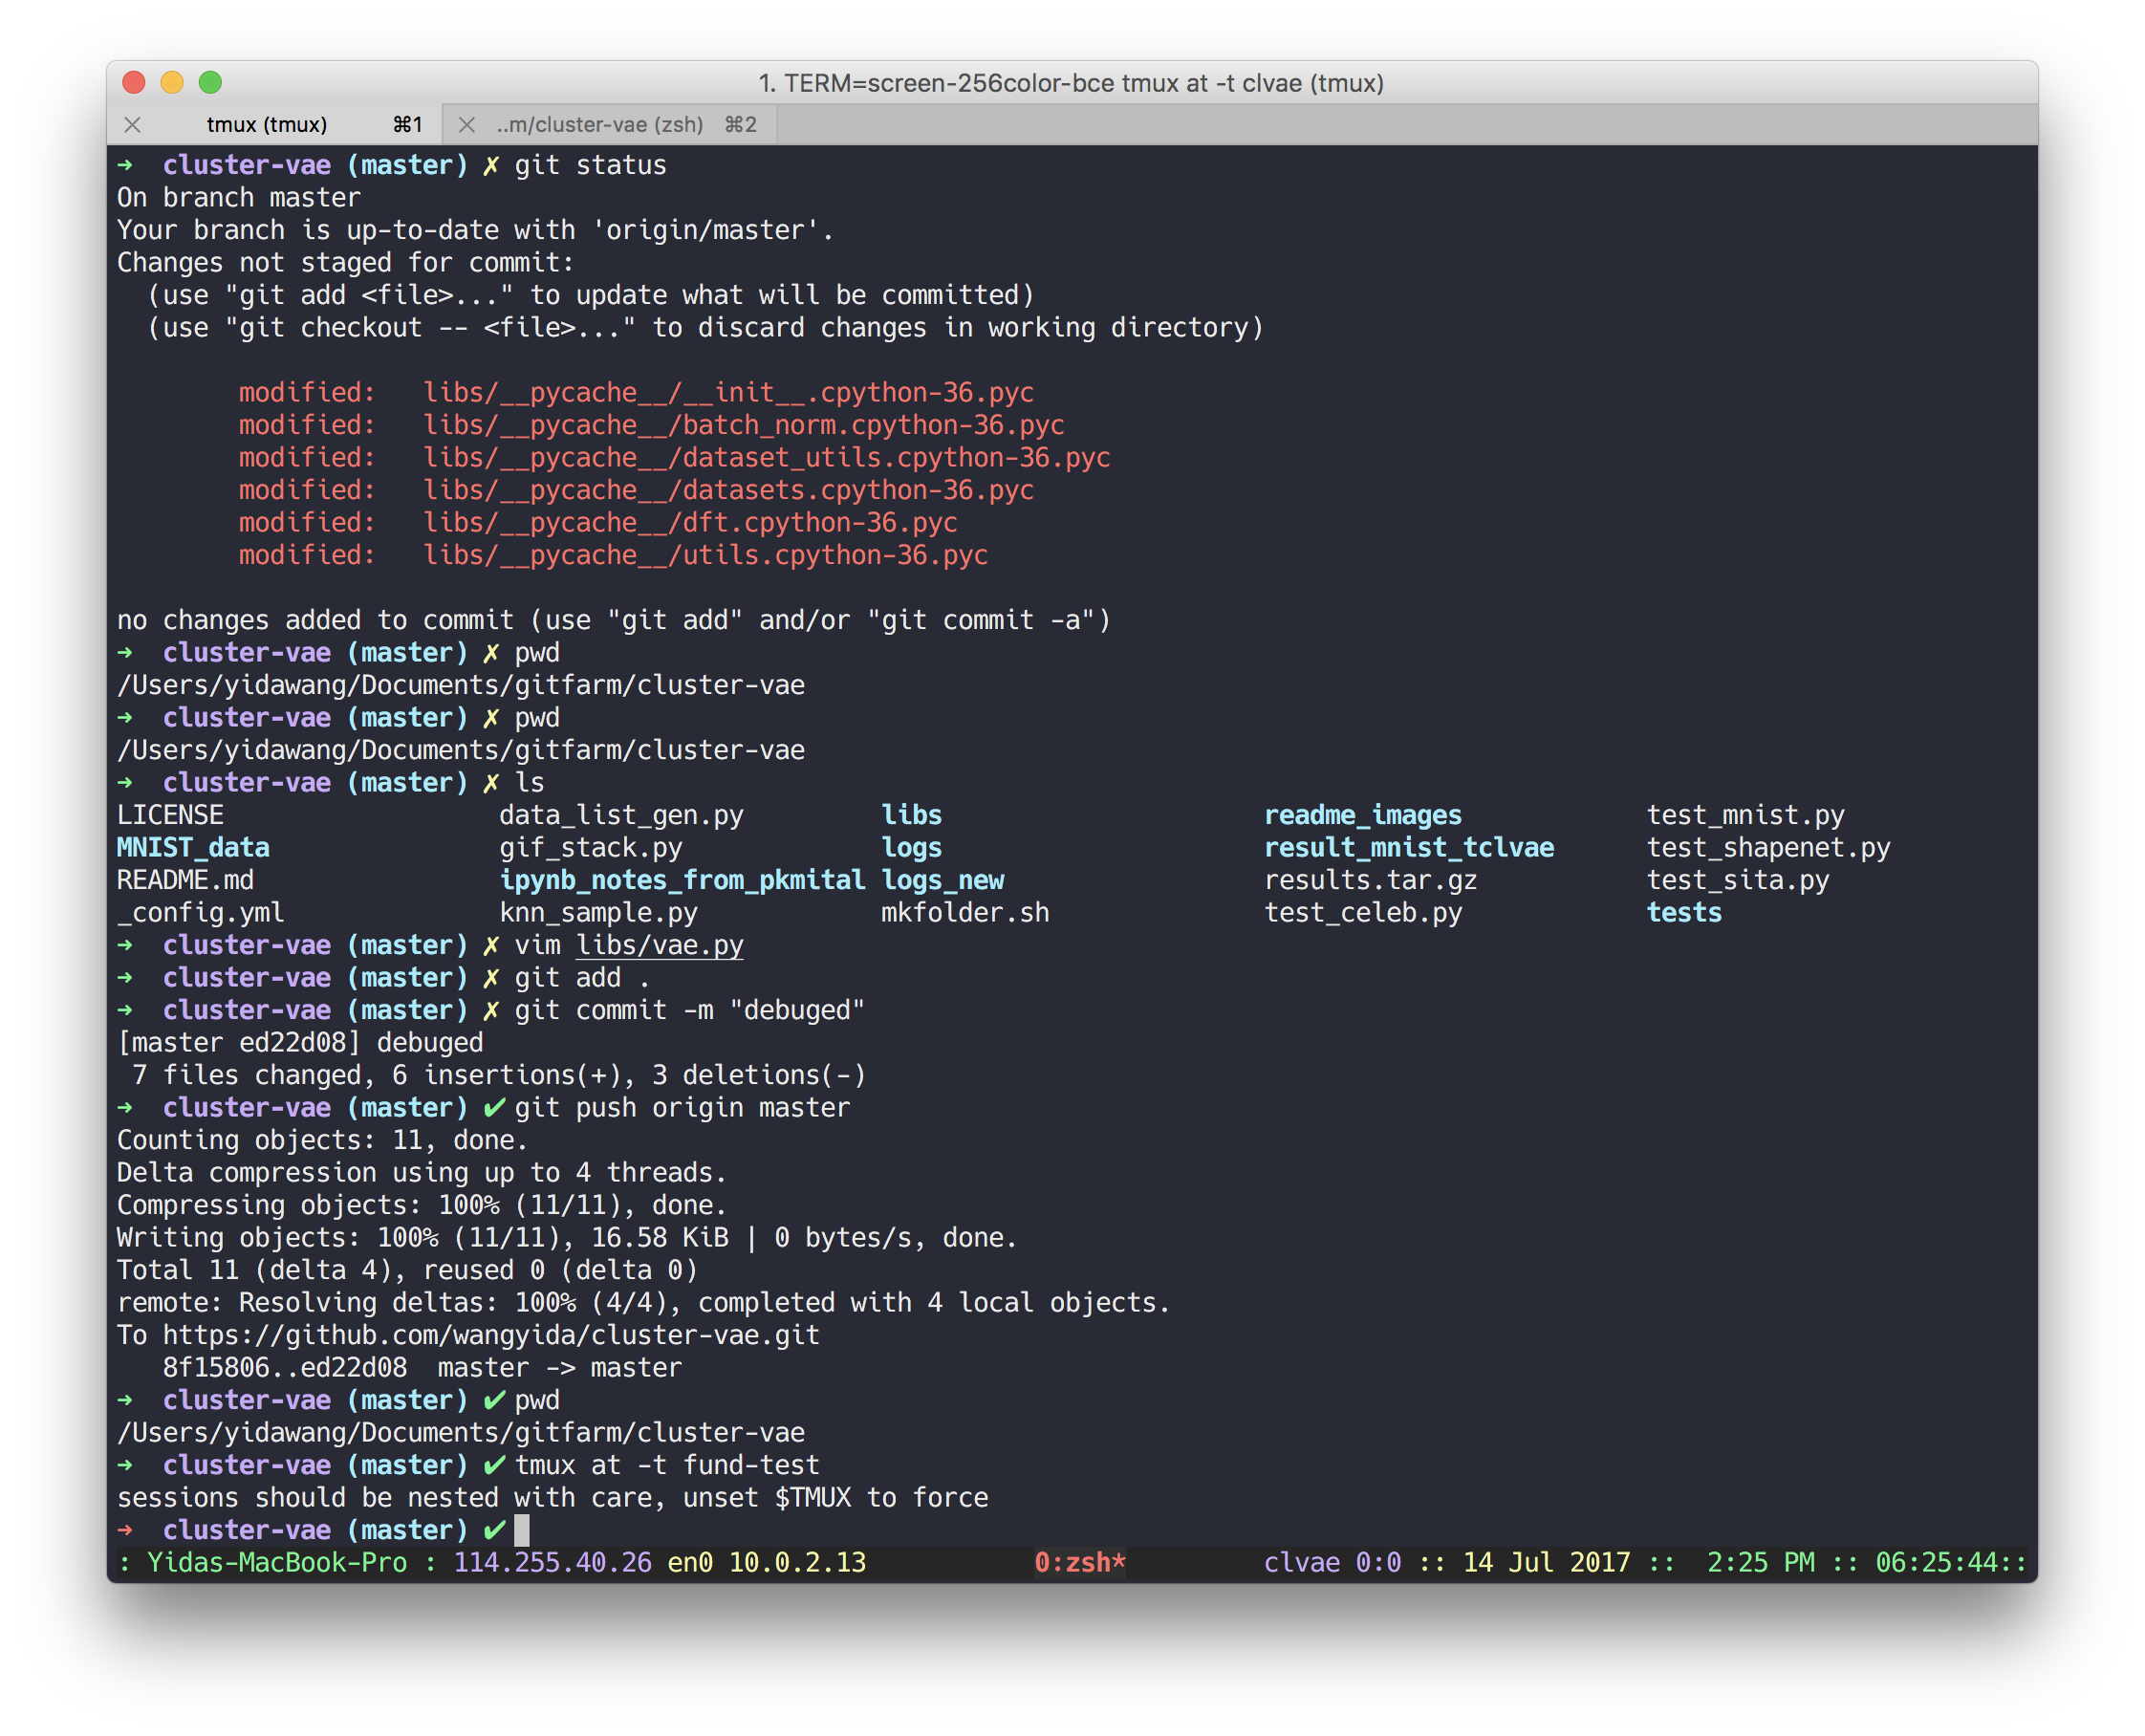 1. TERM=screen-256color-bce tmux at -t clvae (tmux)
tmux (tmux) ⌘1 ..m/cluster-vae (zsh) ⌘2
➜  cluster-vae (master) ✗ git status
On branch master
Your branch is up-to-date with 'origin/master'.
Changes not staged for commit:
  (use "git add <file>..." to update what will be committed)
  (use "git checkout -- <file>..." to discard changes in working directory)
        modified:   libs/__pycache__/__init__.cpython-36.pyc
        modified:   libs/__pycache__/batch_norm.cpython-36.pyc
        modified:   libs/__pycache__/dataset_utils.cpython-36.pyc
        modified:   libs/__pycache__/datasets.cpython-36.pyc
        modified:   libs/__pycache__/dft.cpython-36.pyc
        modified:   libs/__pycache__/utils.cpython-36.pyc
no changes added to commit (use "git add" and/or "git commit -a")
➜  cluster-vae (master) ✗ pwd
/Users/yidawang/Documents/gitfarm/cluster-vae
➜  cluster-vae (master) ✗ pwd
/Users/yidawang/Documents/gitfarm/cluster-vae
➜  cluster-vae (master) ✗ ls
LICENSE                  data_list_gen.py         libs                     readme_images            test_mnist.py
MNIST_data               gif_stack.py             logs                     result_mnist_tclvae      test_shapenet.py
README.md                ipynb_notes_from_pkmital logs_new                 results.tar.gz           test_sita.py
_config.yml              knn_sample.py            mkfolder.sh              test_celeb.py            tests
➜  cluster-vae (master) ✗ vim libs/vae.py
➜  cluster-vae (master) ✗ git add .
➜  cluster-vae (master) ✗ git commit -m "debuged"
[master ed22d08] debuged
 7 files changed, 6 insertions(+), 3 deletions(-)
➜  cluster-vae (master) ✔ git push origin master
Counting objects: 11, done.
Delta compression using up to 4 threads.
Compressing objects: 100% (11/11), done.
Writing objects: 100% (11/11), 16.58 KiB | 0 bytes/s, done.
Total 11 (delta 4), reused 0 (delta 0)
remote: Resolving deltas: 100% (4/4), completed with 4 local objects.
To https://github.com/wangyida/cluster-vae.git
   8f15806..ed22d08  master -> master
➜  cluster-vae (master) ✔ pwd
/Users/yidawang/Documents/gitfarm/cluster-vae
➜  cluster-vae (master) ✔ tmux at -t fund-test
sessions should be nested with care, unset $TMUX to force
➜  cluster-vae (master) ✔
: Yidas-MacBook-Pro : 114.255.40.26 en0 10.0.2.13           0:zsh*         clvae 0:0 :: 14 Jul 2017 ::  2:25 PM :: 06:25:44::